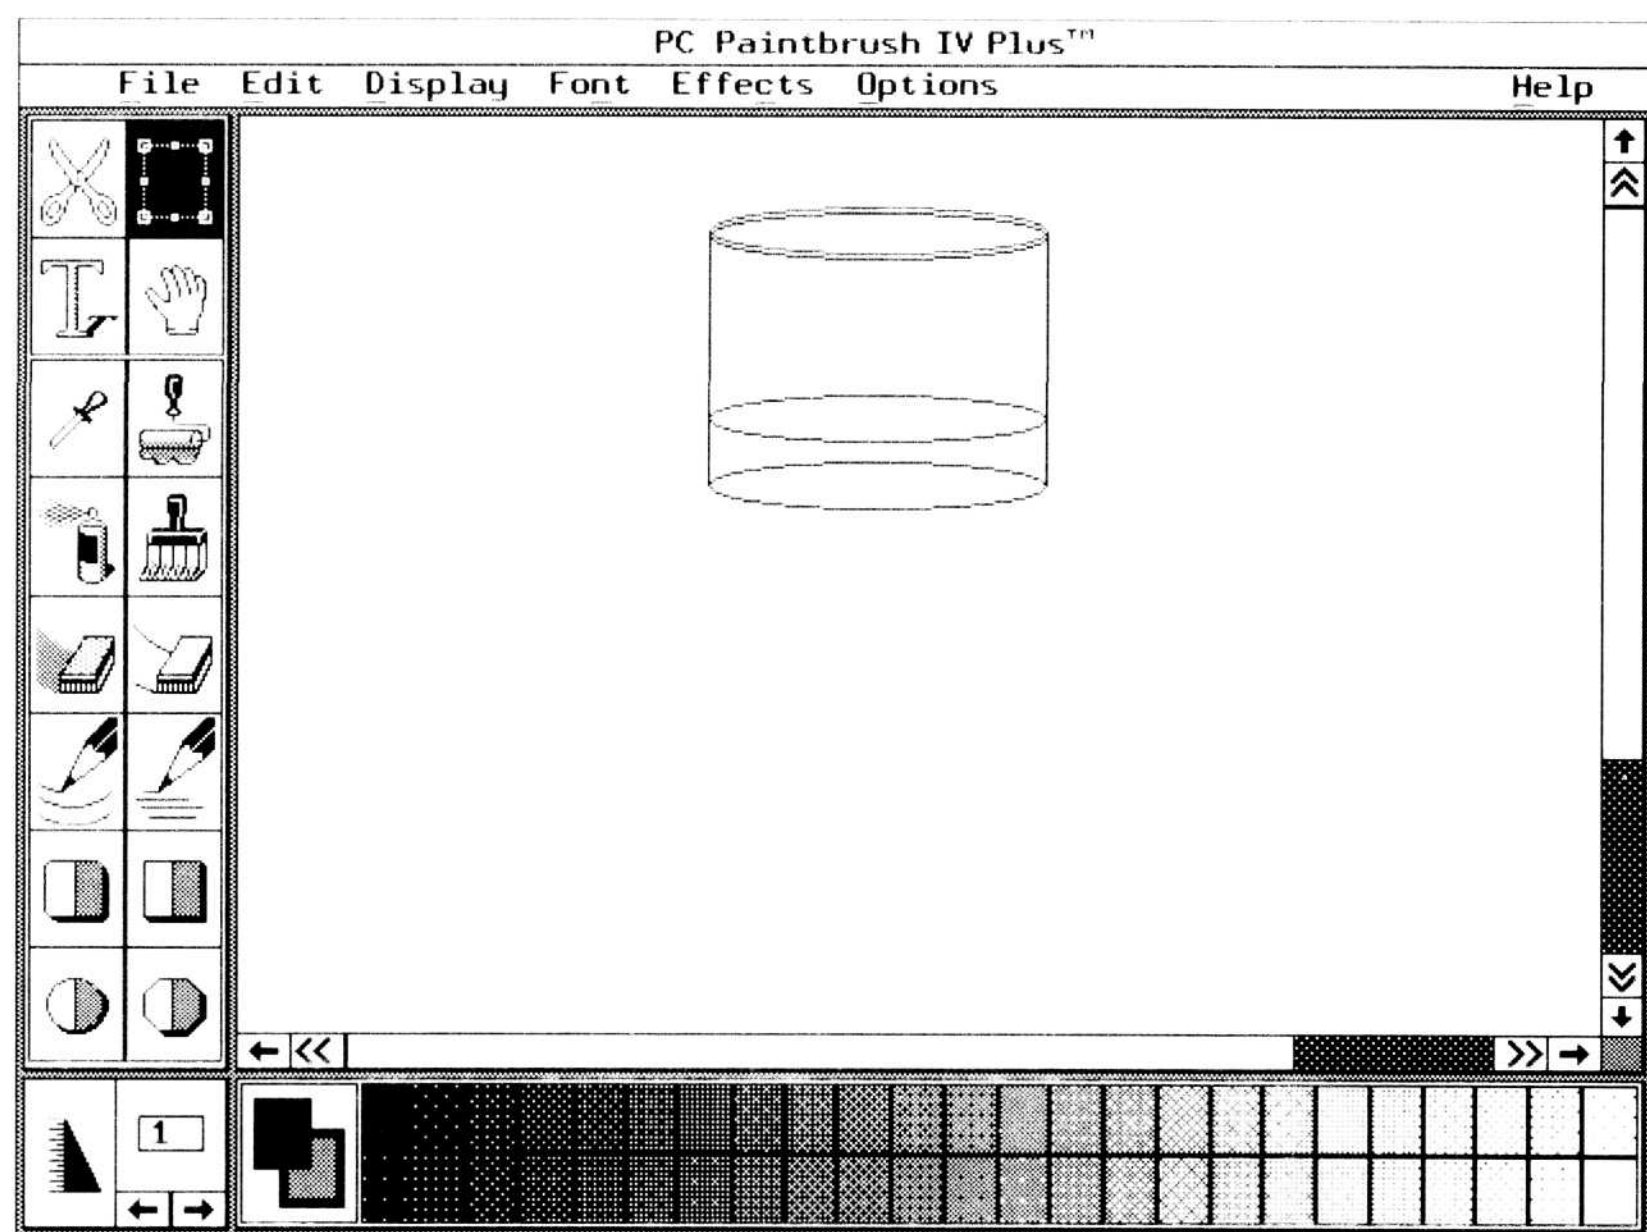 PC Paintbrush IV Plus™
File Edit Display Font Effects Options Help
T T
1